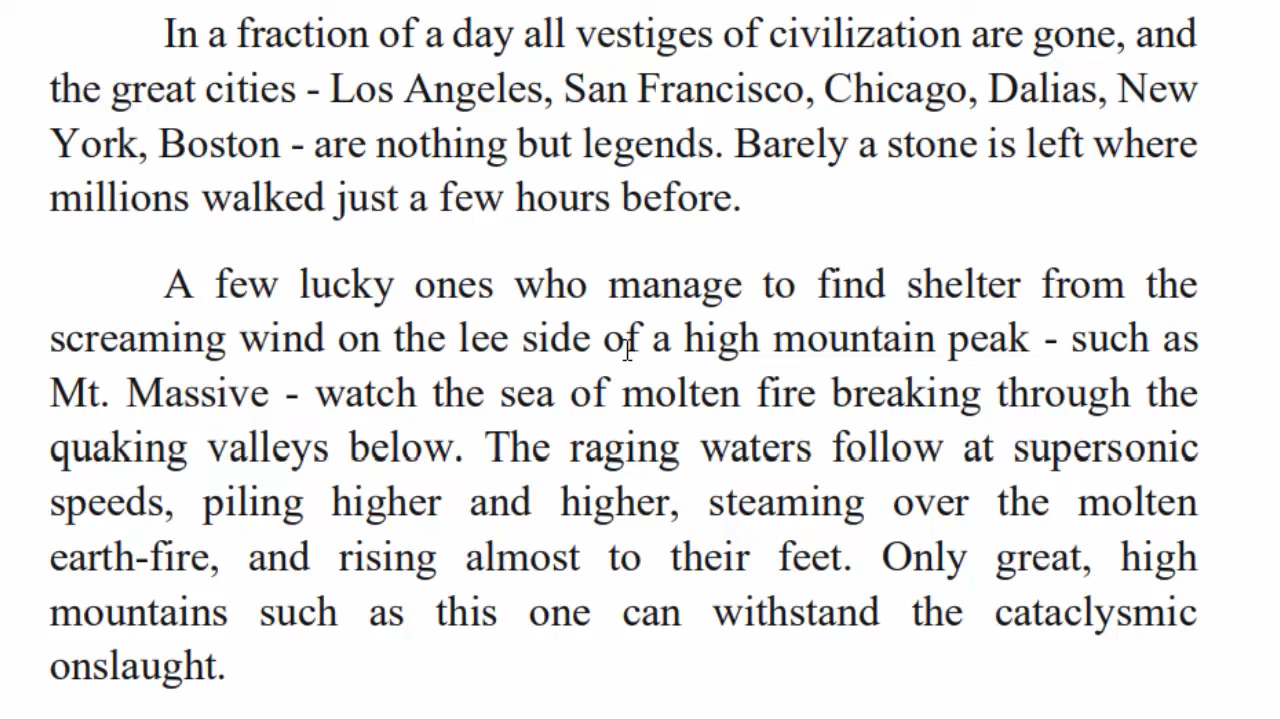 In a fraction of a day all vestiges of civilization are gone, and
the great cities - Los Angeles, San Francisco, Chicago, Dalias, New
York, Boston - are nothing but legends. Barely a stone is left where
millions walked just a few hours before.
A few lucky ones who manage to find shelter from the
screaming wind on the lee side of a high mountain peak - such as
Mt. Massive - watch the sea of molten fire breaking through the
quaking valleys below. The raging waters follow at supersonic
speeds, piling higher and higher, steaming over the molten
earth-fire, and rising almost to their feet. Only great, high
mountains such as this one can withstand the cataclysmic
onslaught.